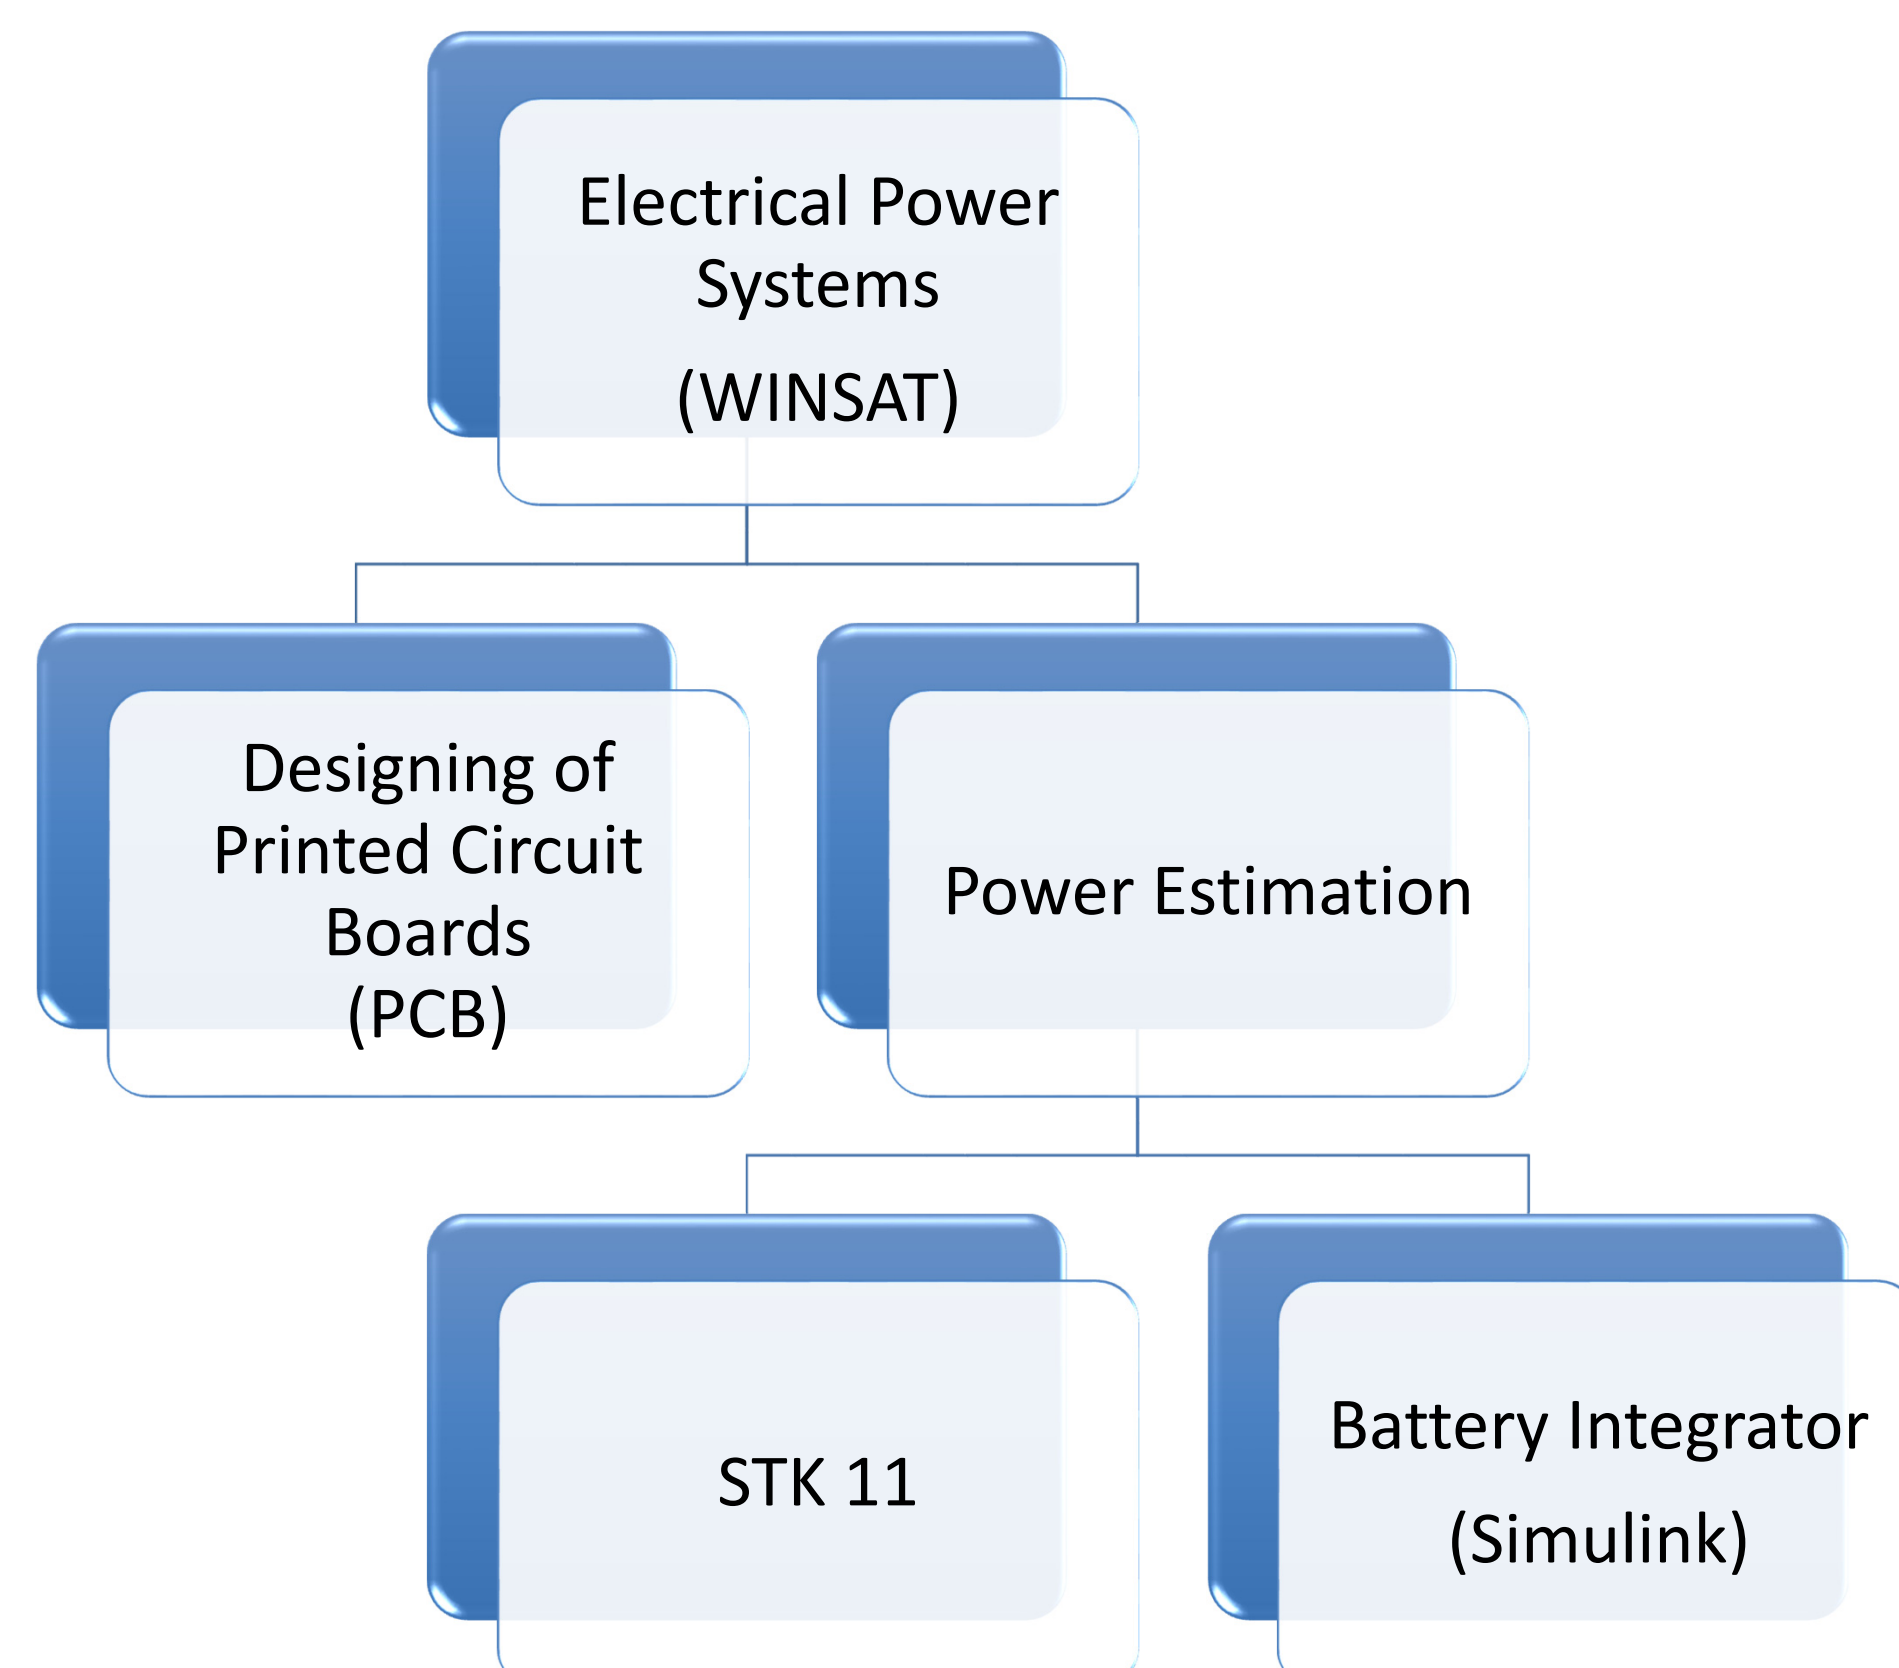 Electrical Power
Systems
(WINSAT)
Designing of
Printed Circuit
Boards
(PCB)
Power Estimation
STK 11
Battery Integrator
(Simulink)